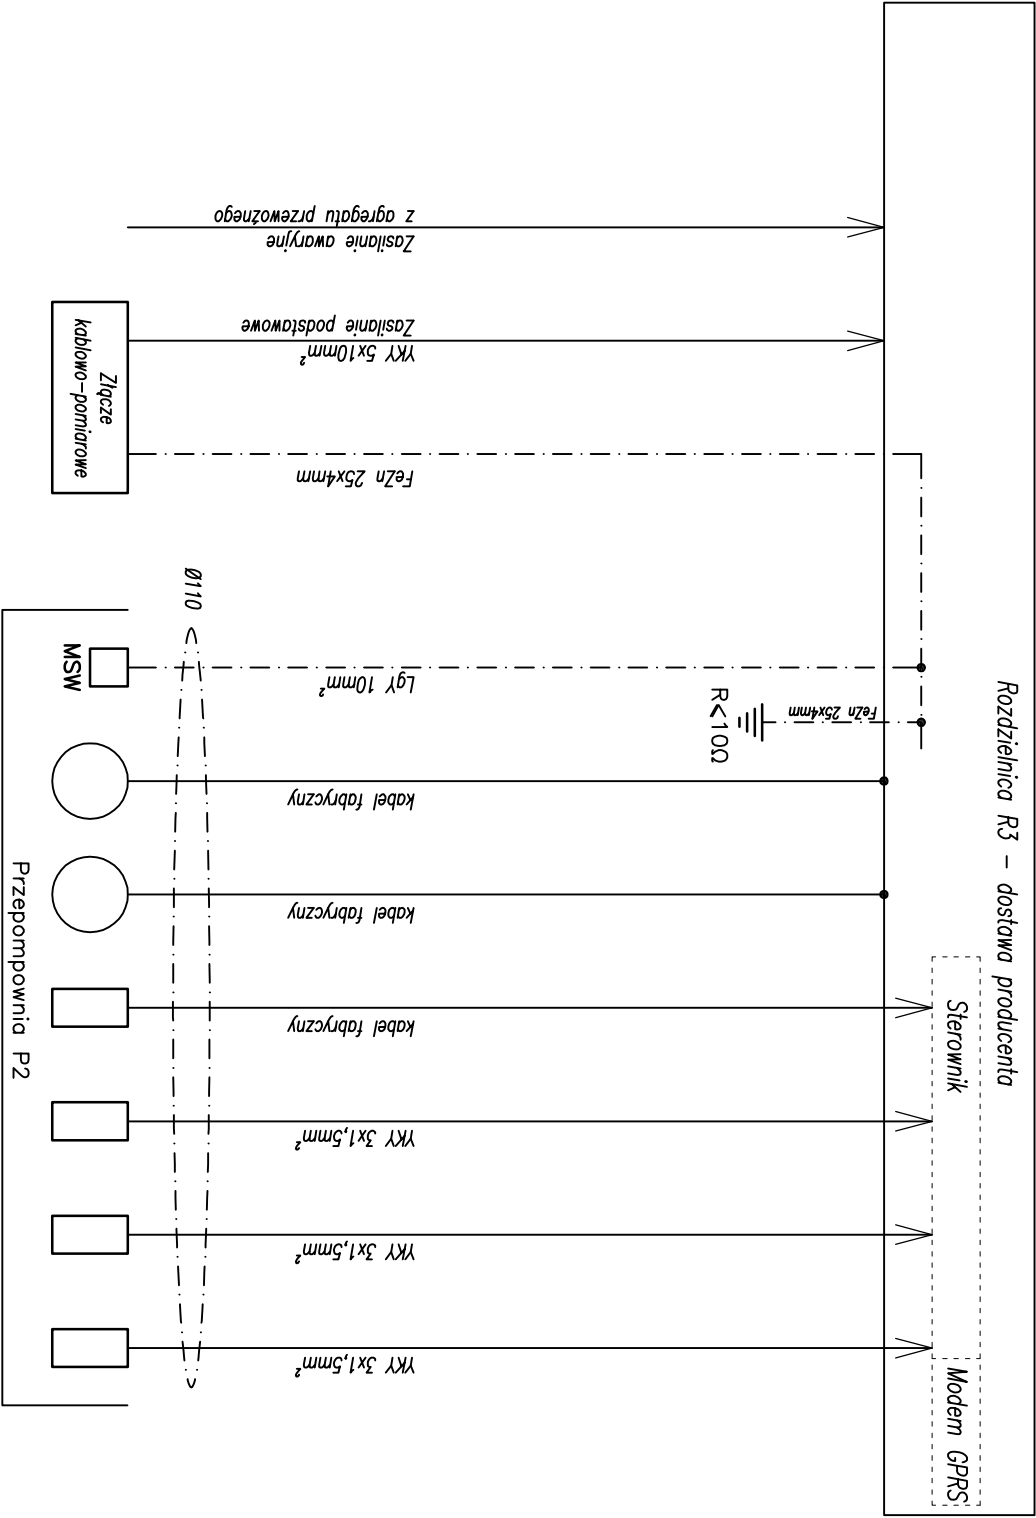 Rozdzielnica R3 – dostawa producenta
Sterownik
Modem GPRS
Zasilanie awaryjne
z agregatu przewoźnego
Zasilanie podstawowe
YKY 5x10mm²
FeZn 25x4mm
LgY 10mm²
FeZn 25x4mm
R<10Ω
kabel fabryczny
kabel fabryczny
kabel fabryczny
YKY 3x1,5mm²
YKY 3x1,5mm²
YKY 3x1,5mm²
Ø110
Złącze
kablowo-pomiarowe
MSW
Przepompownia P2